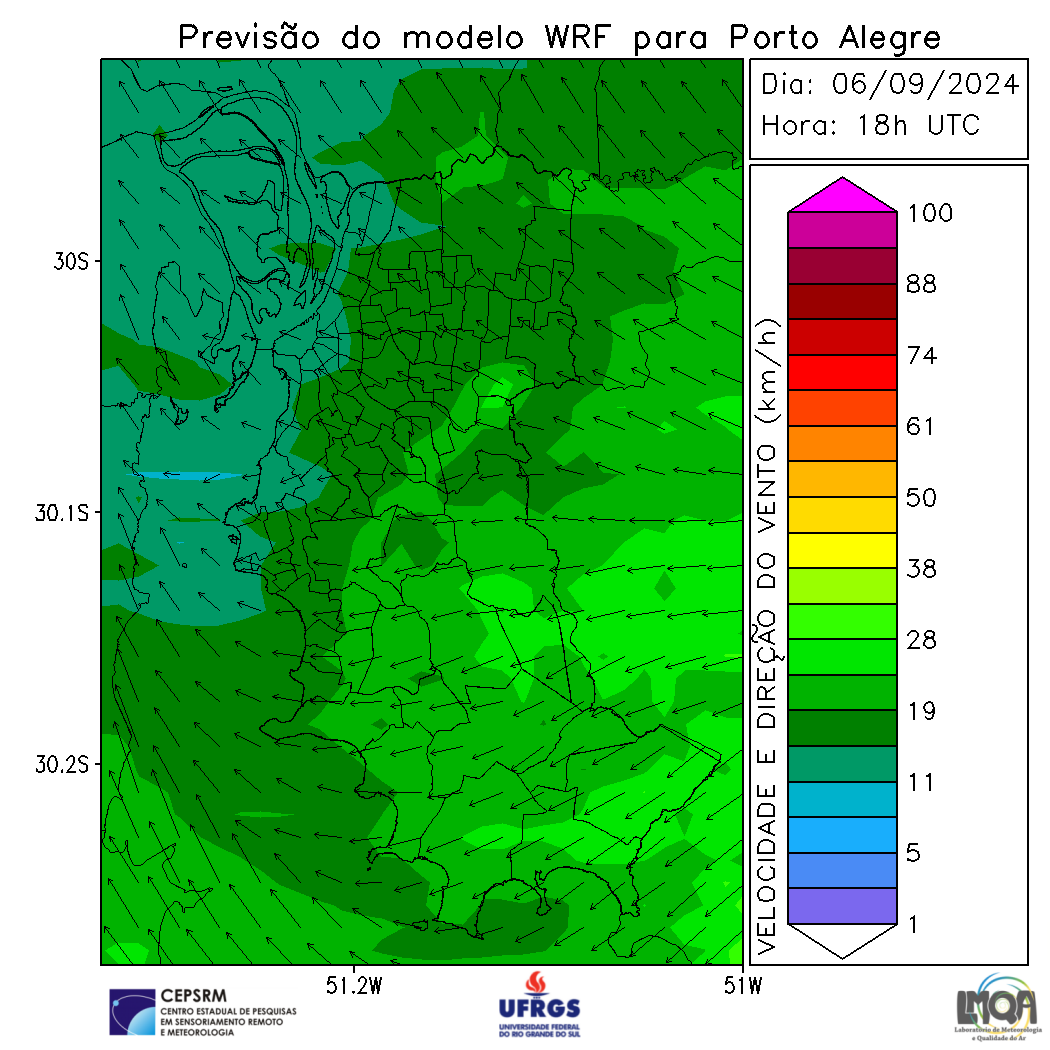 Previsão do modelo WRF para Porto Alegre
Dia: 06/09/2024
Hora: 18h UTC
30S
30.1S
30.2S
51.2W
51W
VELOCIDADE E DIREÇÃO DO VENTO (km/h)
100
88
74
61
50
38
28
19
11
5
1
CEPSRM
CENTRO ESTADUAL DE PESQUISAS
EM SENSORIAMENTO REMOTO
E METEOROLOGIA
UFRGS
UNIVERSIDADE FEDERAL
DO RIO GRANDE DO SUL
LMQA
Laboratório de Meteorologia
e Qualidade do Ar